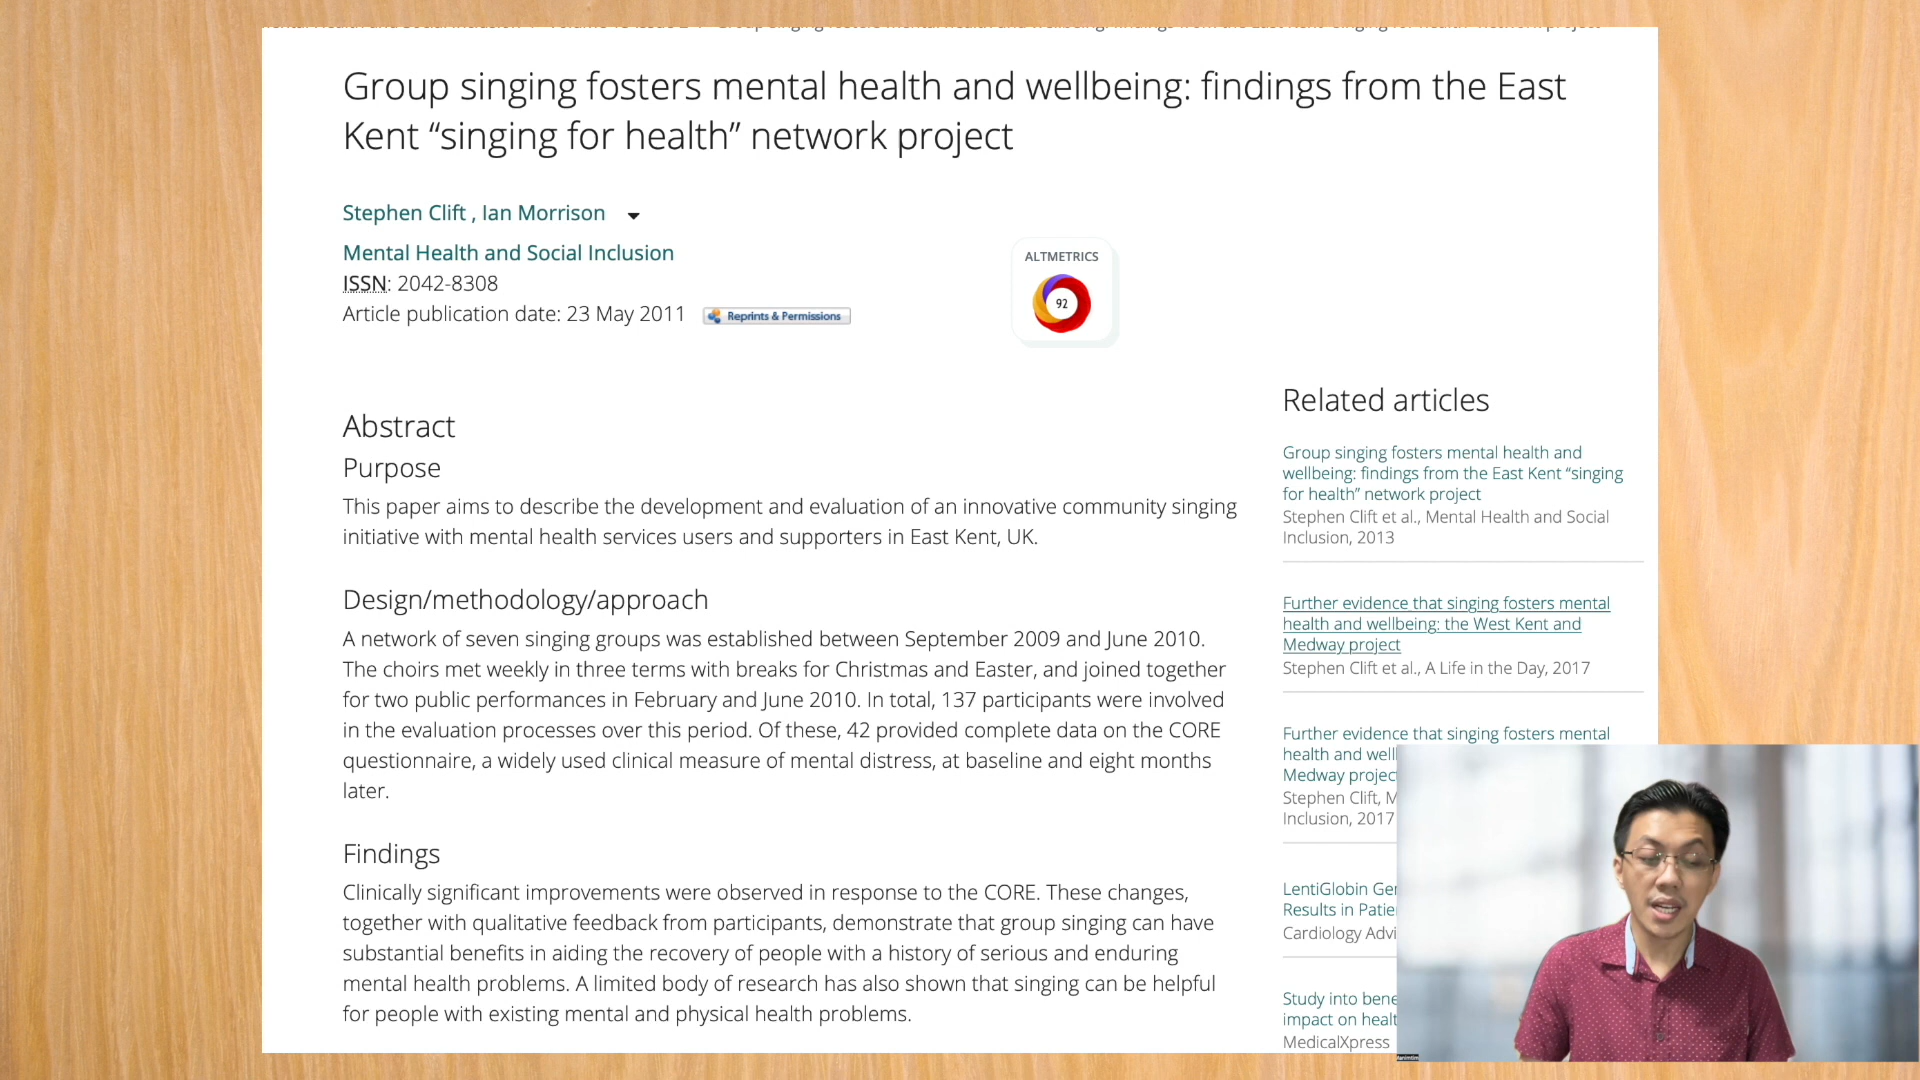 Group singing fosters mental health and wellbeing: findings from the East
Kent “singing for health” network project
Stephen Clift , Ian Morrison
Mental Health and Social Inclusion
ISSN: 2042-8308
Article publication date: 23 May 2011
Reprints & Permissions
ALTMETRICS
92
Abstract
Purpose
This paper aims to describe the development and evaluation of an innovative community singing
initiative with mental health services users and supporters in East Kent, UK.
Design/methodology/approach
A network of seven singing groups was established between September 2009 and June 2010.
The choirs met weekly in three terms with breaks for Christmas and Easter, and joined together
for two public performances in February and June 2010. In total, 137 participants were involved
in the evaluation processes over this period. Of these, 42 provided complete data on the CORE
questionnaire, a widely used clinical measure of mental distress, at baseline and eight months
later.
Findings
Clinically significant improvements were observed in response to the CORE. These changes,
together with qualitative feedback from participants, demonstrate that group singing can have
substantial benefits in aiding the recovery of people with a history of serious and enduring
mental health problems. A limited body of research has also shown that singing can be helpful
for people with existing mental and physical health problems.
Related articles
Group singing fosters mental health and
wellbeing: findings from the East Kent “singing
for health” network project
Stephen Clift et al., Mental Health and Social
Inclusion, 2013
Further evidence that singing fosters mental
health and wellbeing: the West Kent and
Medway project
Stephen Clift et al., A Life in the Day, 2017
Further evidence that singing fosters mental
health and well
Medway projec
Stephen Clift, M
Inclusion, 2017
LentiGlobin Ge
Results in Patie
Cardiology Advi
Study into bene
impact on healt
MedicalXpress